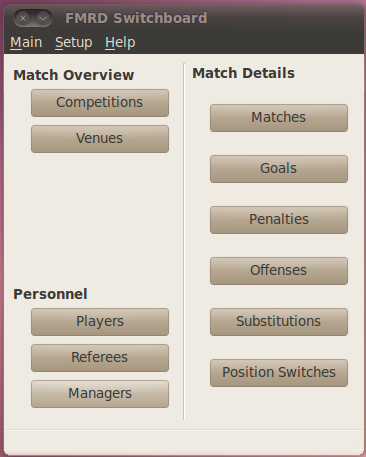 FMRD Switchboard
Main Setup Help
Match Overview
Competitions
Venues
Personnel
Players
Referees
Managers
Match Details
Matches
Goals
Penalties
Offenses
Substitutions
Position Switches